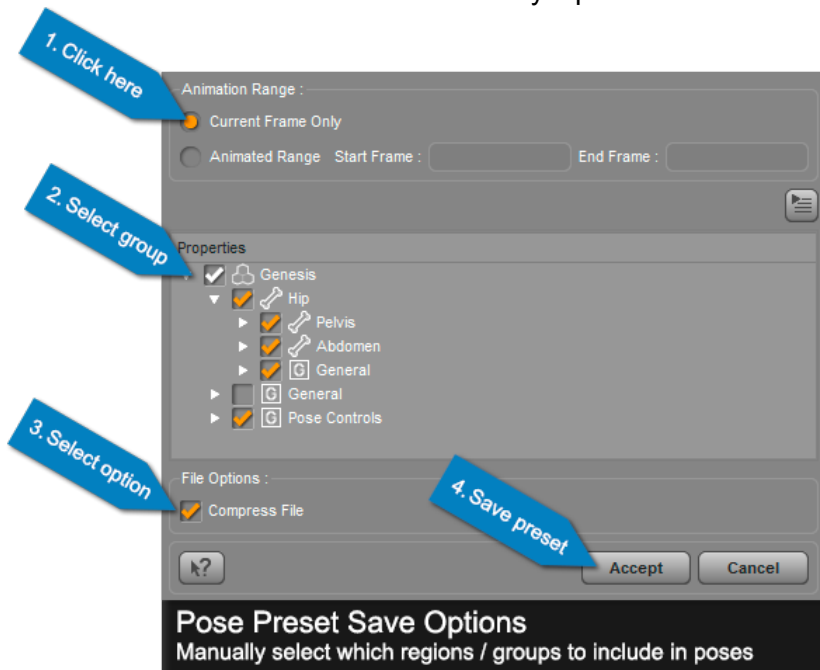 1. Click here
Animation Range :
Current Frame Only
Animated Range Start Frame : End Frame :
2. Select group
Properties
Genesis
Hip
Pelvis
Abdomen
G General
G General
G Pose Controls
3. Select option
File Options :
Compress File
4. Save preset
?
Accept Cancel
Pose Preset Save Options
Manually select which regions / groups to include in poses